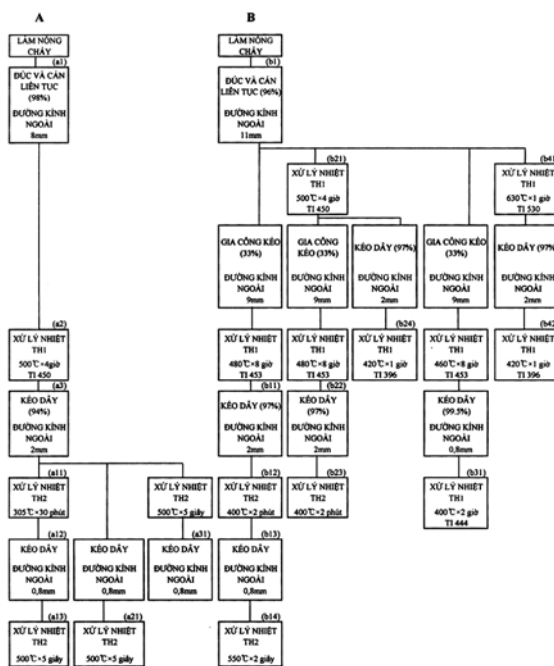 A
LÀM NÓNG
CHẢY
(a1)
ĐÚC VÀ CÁN
LIÊN TỤC
(98%)
ĐƯỜNG KÍNH
NGOÀI
8mm
(a2)
XỬ LÝ NHIỆT
TH1
500℃×4giờ
TI 450
(a3)
KÉO DÂY
(94%)
ĐƯỜNG KÍNH
NGOÀI
2mm
(a11)
XỬ LÝ NHIỆT
TH2
305℃×30 phút
(a12)
KÉO DÂY
ĐƯỜNG KÍNH
NGOÀI
0,8mm
(a13)
XỬ LÝ NHIỆT
TH2
500℃×5 giây
KÉO DÂY
ĐƯỜNG KÍNH
NGOÀI
0,8mm
(a21)
XỬ LÝ NHIỆT
TH2
500℃×5 giây
XỬ LÝ NHIỆT
TH2
500℃×5 giây
(a31)
KÉO DÂY
ĐƯỜNG KÍNH
NGOÀI
0,8mm
B
LÀM NÓNG
CHẢY
(b1)
ĐÚC VÀ CÁN
LIÊN TỤC (96%)
ĐƯỜNG KÍNH
NGOÀI
11mm
GIA CÔNG KÉO
(33%)
ĐƯỜNG KÍNH
NGOÀI
9mm
XỬ LÝ NHIỆT
TH1
480℃×8 giờ
TI 453
(b11)
KÉO DÂY (97%)
ĐƯỜNG KÍNH
NGOÀI
2mm
(b12)
XỬ LÝ NHIỆT
TH2
400℃×2 phút
(b13)
KÉO DÂY
ĐƯỜNG KÍNH
NGOÀI
0,8mm
(b14)
XỬ LÝ NHIỆT
TH2
550℃×2 giây
(b21)
XỬ LÝ NHIỆT
TH1
500℃×4 giờ
TI 450
GIA CÔNG
KÉO (33%)
ĐƯỜNG KÍNH
NGOÀI
9mm
XỬ LÝ NHIỆT
TH1
480℃×8 giờ
TI 453
(b22)
KÉO DÂY
(97%)
ĐƯỜNG KÍNH
NGOÀI
2mm
(b23)
XỬ LÝ NHIỆT
TH2
400℃×2 phút
KÉO DÂY (97%)
ĐƯỜNG KÍNH
NGOÀI
2mm
(b24)
XỬ LÝ NHIỆT
TH1
420℃×1 giờ
TI 396
GIA CÔNG KÉO
(33%)
ĐƯỜNG KÍNH
NGOÀI
9mm
XỬ LÝ NHIỆT
TH1
460℃×8 giờ
TI 453
KÉO DÂY
(99.5%)
ĐƯỜNG KÍNH
NGOÀI
0,8mm
(b31)
XỬ LÝ NHIỆT
TH1
400℃×2 giờ
TI 444
(b41)
XỬ LÝ NHIỆT
TH1
630℃×1 giờ
TI 530
KÉO DÂY (97%)
ĐƯỜNG KÍNH
NGOÀI
2mm
(b42)
XỬ LÝ NHIỆT
TH1
420℃×1 giờ
TI 396